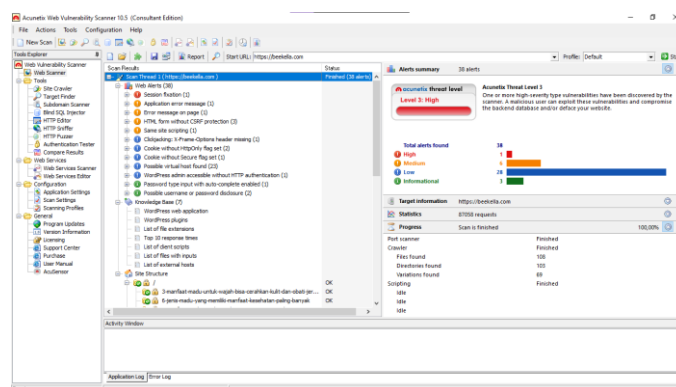 Acunetix Web Vulnerability Scanner 10.5 (Consultant Edition)
File Actions Tools Configuration Help
New Scan
Report
Start URL: https://beekella.com
Profile: Default
Tools Explorer
Web Vulnerability Scanner
Web Scanner
Tools
Site Crawler
Target Finder
Subdomain Scanner
Blind SQL Injector
HTTP Editor
HTTP Sniffer
HTTP Fuzzer
Authentication Tester
Compare Results
Web Services
Web Services Scanner
Web Services Editor
Configuration
Application Settings
Scan Settings
Scanning Profiles
General
Program Updates
Version Information
Licensing
Support Center
Purchase
User Manual
AcuSensor
Scan Results Status
Scan Thread 1 ( https://beekella.com ) Finished (38 alerts)
Web Alerts (38)
Session fixation (1)
Application error message (1)
Error message on page (1)
HTML form without CSRF protection (3)
Same site scripting (1)
Clickjacking: X-Frame-Options header missing (1)
Cookie without HttpOnly flag set (2)
Cookie without Secure flag set (1)
Possible virtual host found (23)
WordPress admin accessible without HTTP authentication (1)
Password type input with auto-complete enabled (1)
Possible username or password disclosure (2)
Knowledge Base (7)
WordPress web application
WordPress plugins
List of file extensions
Top 10 response times
List of client scripts
List of files with inputs
List of external hosts
Site Structure
/ OK
3-manfaat-madu-untuk-wajah-bisa-cerahkan-kulit-dan-obati-jer... OK
6-jenis-madu-yang-memiliki-manfaat-kesehatan-paling-banyak OK
Alerts summary 38 alerts
acunetix threat level
Level 3: High
Acunetix Threat Level 3
One or more high-severity type vulnerabilities have been discovered by the
scanner. A malicious user can exploit these vulnerabilities and compromise
the backend database and/or deface your website.
Total alerts found 38
High 1
Medium 6
Low 28
Informational 3
Target information https://beekella.com
Statistics 87058 requests
Progress Scan is finished 100,00%
Port scanner Finished
Crawler Finished
Files found 108
Directories found 103
Variations found 69
Scripting Finished
Idle
Idle
Idle
Activity Window
Application Log Error Log